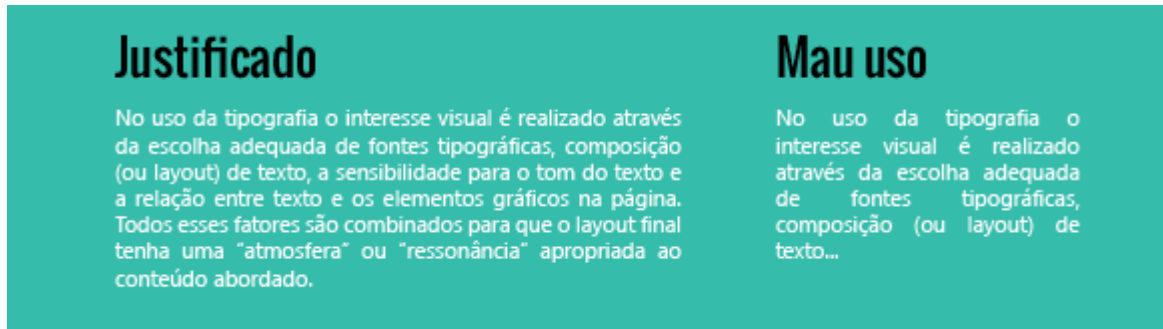 Justificado
No uso da tipografia o interesse visual é realizado através
da escolha adequada de fontes tipográficas, composição
(ou layout) de texto, a sensibilidade para o tom do texto e
a relação entre texto e os elementos gráficos na página.
Todos esses fatores são combinados para que o layout final
tenha uma “atmosfera” ou “ressonância” apropriada ao
conteúdo abordado.
Mau uso
No uso da tipografia o
interesse visual é realizado
através da escolha adequada
de fontes tipográficas,
composição (ou layout) de
texto...